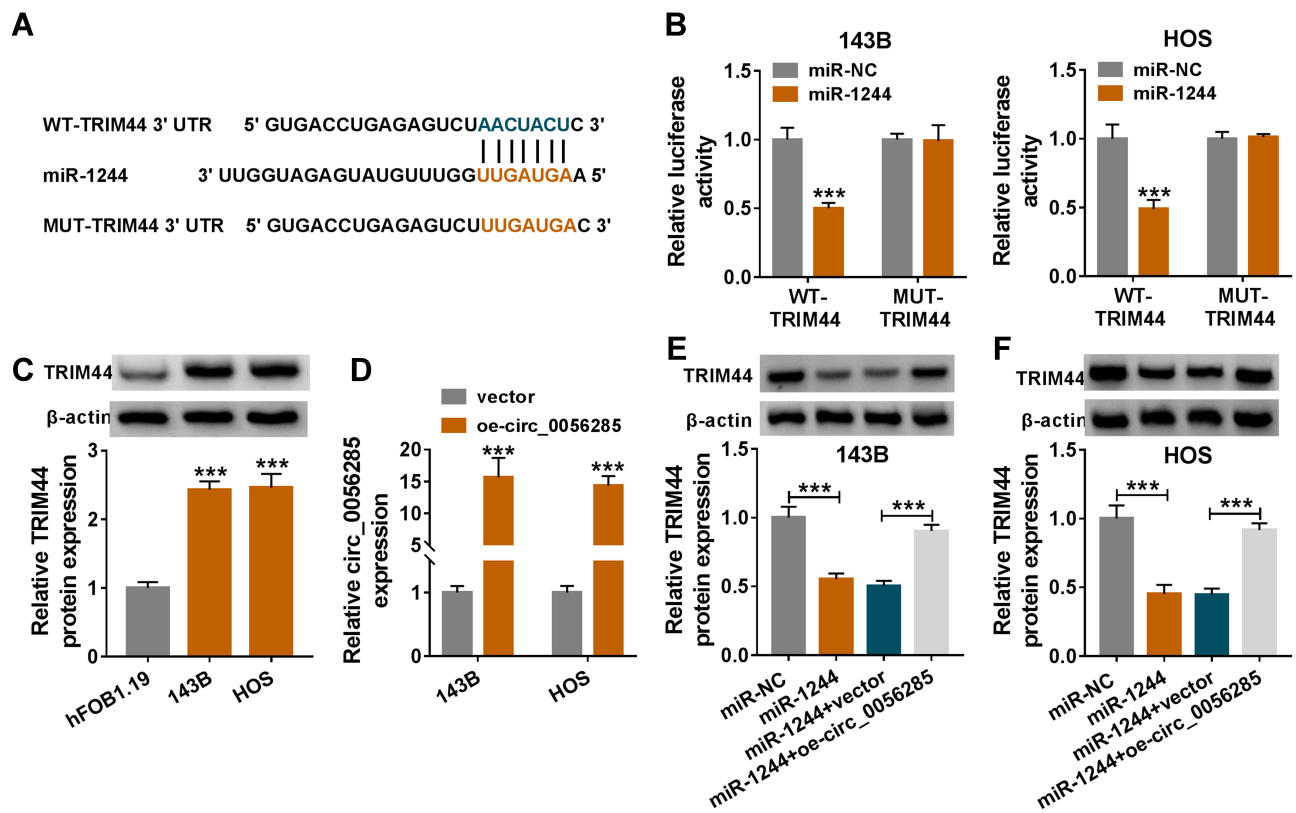 A
WT-TRIM44 3' UTR 5' GUGACCUGAGAGUCUAACUACUC 3'
miR-1244 3' UUGGUAGAGUAUGUUUGGUUGAUGAA 5'
MUT-TRIM44 3' UTR 5' GUGACCUGAGAGUCUUUGAUGAC 3'
B
143B
miR-NC
miR-1244
Relative luciferase
activity
1.5
1.0
0.5
0.0
***
WT-
TRIM44
MUT-
TRIM44
HOS
miR-NC
miR-1244
Relative luciferase
activity
1.5
1.0
0.5
0.0
***
WT-
TRIM44
MUT-
TRIM44
C
TRIM44
β-actin
Relative TRIM44
protein expression
3
2
1
0
***
***
hFOB1.19
143B
HOS
D
vector
oe-circ_0056285
Relative circ_0056285
expression
20
15
10
5
1
0
***
***
143B
HOS
E
TRIM44
β-actin
143B
Relative TRIM44
protein expression
1.5
1.0
0.5
0.0
***
***
miR-NC
miR-1244
miR-1244+vector
miR-1244+oe-circ_0056285
F
TRIM44
β-actin
HOS
Relative TRIM44
protein expression
1.5
1.0
0.5
0.0
***
***
miR-NC
miR-1244
miR-1244+vector
miR-1244+oe-circ_0056285